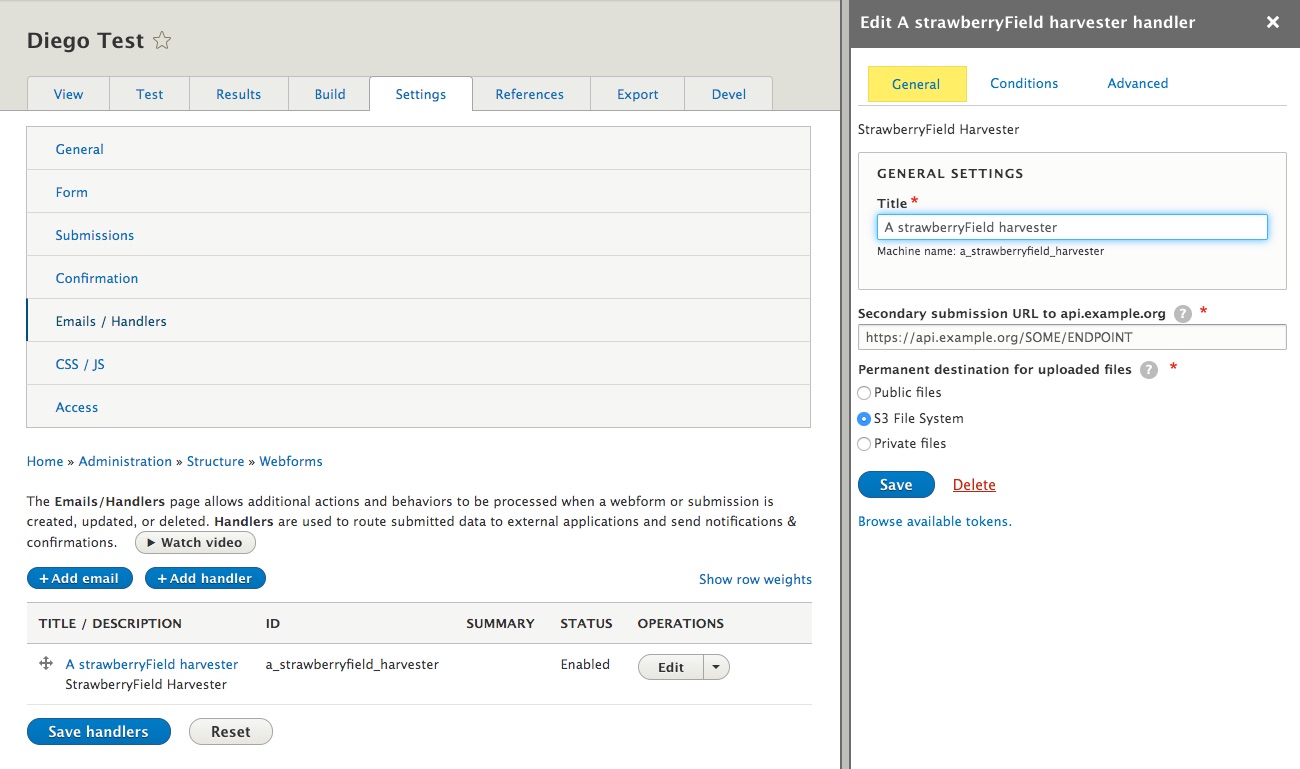 Diego Test
View Test Results Build Settings References Export Devel
General
Form
Submissions
Confirmation
Emails / Handlers
CSS / JS
Access
Home » Administration » Structure » Webforms
The Emails/Handlers page allows additional actions and behaviors to be processed when a webform or submission is
created, updated, or deleted. Handlers are used to route submitted data to external applications and send notifications &
confirmations. Watch video
+Add email +Add handler Show row weights
TITLE / DESCRIPTION ID SUMMARY STATUS OPERATIONS
A strawberryField harvester a_strawberryfield_harvester Enabled Edit
StrawberryField Harvester
Save handlers Reset
Edit A strawberryField harvester handler
General Conditions Advanced
StrawberryField Harvester
GENERAL SETTINGS
Title *
A strawberryField harvester
Machine name: a_strawberryfield_harvester
Secondary submission URL to api.example.org ? *
https://api.example.org/SOME/ENDPOINT
Permanent destination for uploaded files ? *
Public files
S3 File System
Private files
Save Delete
Browse available tokens.